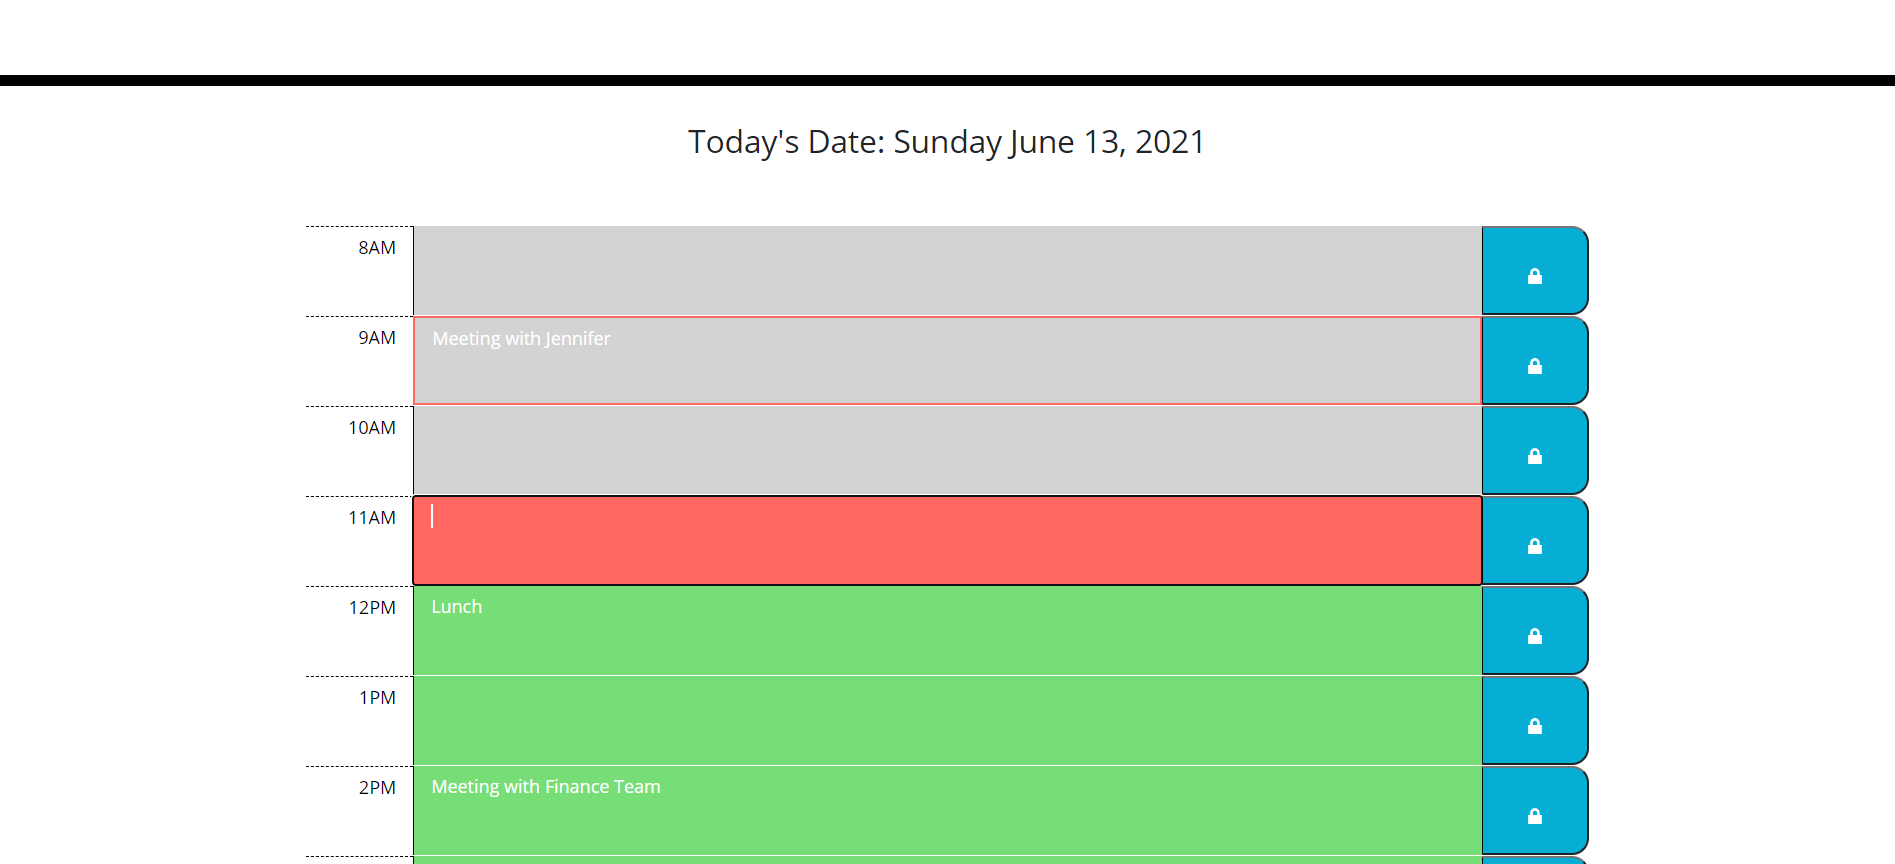 Today's Date: Sunday June 13, 2021
8AM
9AM Meeting with Jennifer
10AM
11AM
12PM Lunch
1PM
2PM Meeting with Finance Team